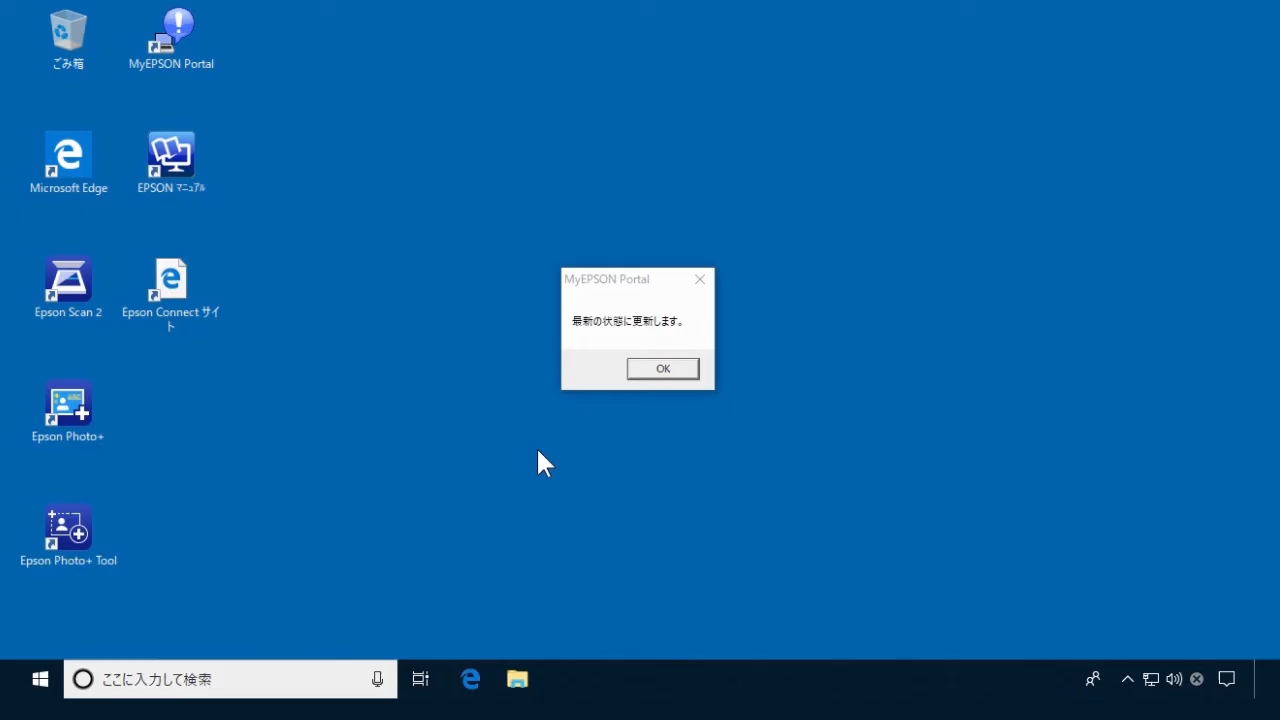 ごみ箱
MyEPSON Portal
Microsoft Edge
EPSON ﾏﾆｭｱﾙ
Epson Scan 2
Epson Connect サイ
ト
Epson Photo+
Epson Photo+ Tool
MyEPSON Portal
最新の状態に更新します。
OK
ここに入力して検索